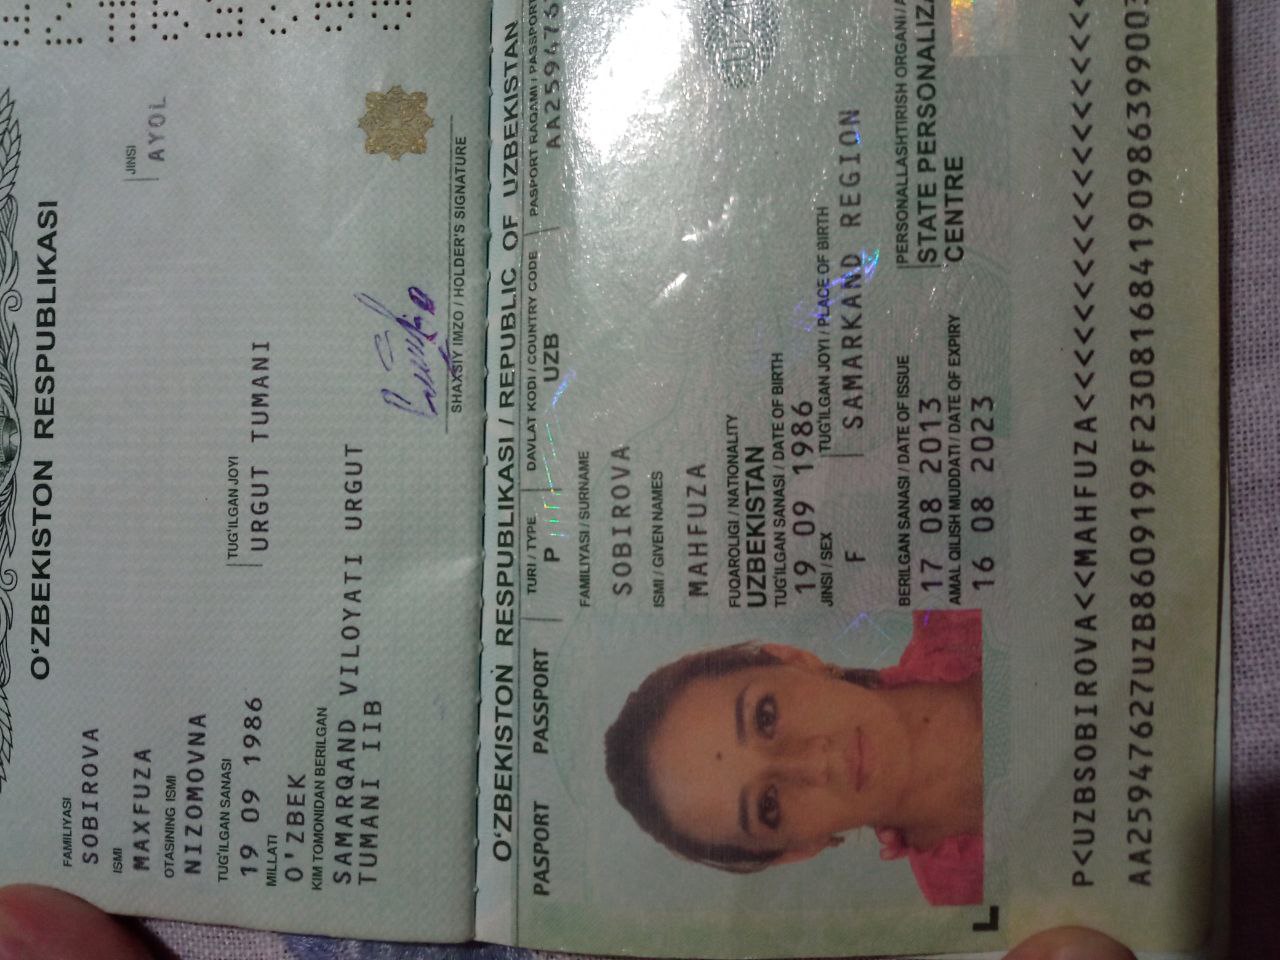 O‘ZBEKISTON RESPUBLIKASI
FAMILIYASI
SOBIROVA
ISMI
MAXFUZA
OTASINING ISMI
NIZOMOVNA
JINSI
AYOL
TUG‘ILGAN SANASI
19 09 1986
TUG‘ILGAN JOYI
URGUT TUMANI
MILLATI
O'ZBEK
KIM TOMONIDAN BERILGAN
SAMARQAND VILOYATI URGUT
TUMANI IIB
SHAXSIY IMZO / HOLDER'S SIGNATURE
O‘ZBEKISTON RESPUBLIKASI / REPUBLIC OF UZBEKISTAN
PASPORT PASSPORT
TURI / TYPE
P
DAVLAT KODI / COUNTRY CODE
UZB
PASPORT RAQAMI / PASSPORT
AA259476
FAMILIYASI / SURNAME
SOBIROVA
ISMI / GIVEN NAMES
MAHFUZA
FUQAROLIGI / NATIONALITY
UZBEKISTAN
TUG‘ILGAN SANASI / DATE OF BIRTH
19 09 1986
JINSI / SEX
F
TUG‘ILGAN JOYI / PLACE OF BIRTH
SAMARKAND REGION
BERILGAN SANASI / DATE OF ISSUE
17 08 2013
PERSONALLASHTIRISH ORGANI /
STATE PERSONALIZA
CENTRE
AMAL QILISH MUDDATI / DATE OF EXPIRY
16 08 2023
P<UZBSOBIROVA<<MAHFUZA<<<<<<<<<<<<<<<<<<<
AA25947627UZB8609199F23081684190986399003